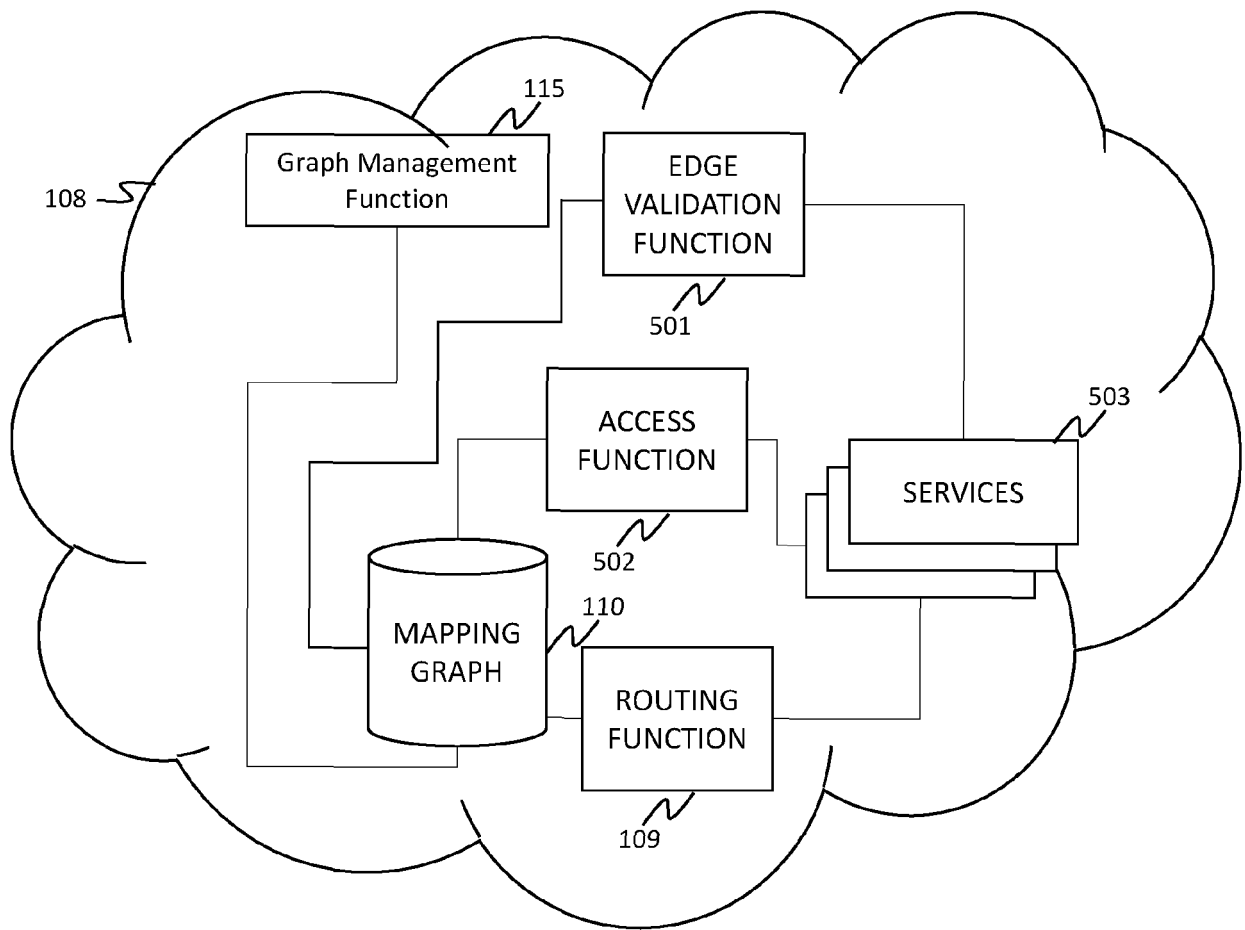 115
Graph Management
Function
108
EDGE
VALIDATION
FUNCTION
501
ACCESS
FUNCTION
502
503
SERVICES
MAPPING
GRAPH
110
ROUTING
FUNCTION
109